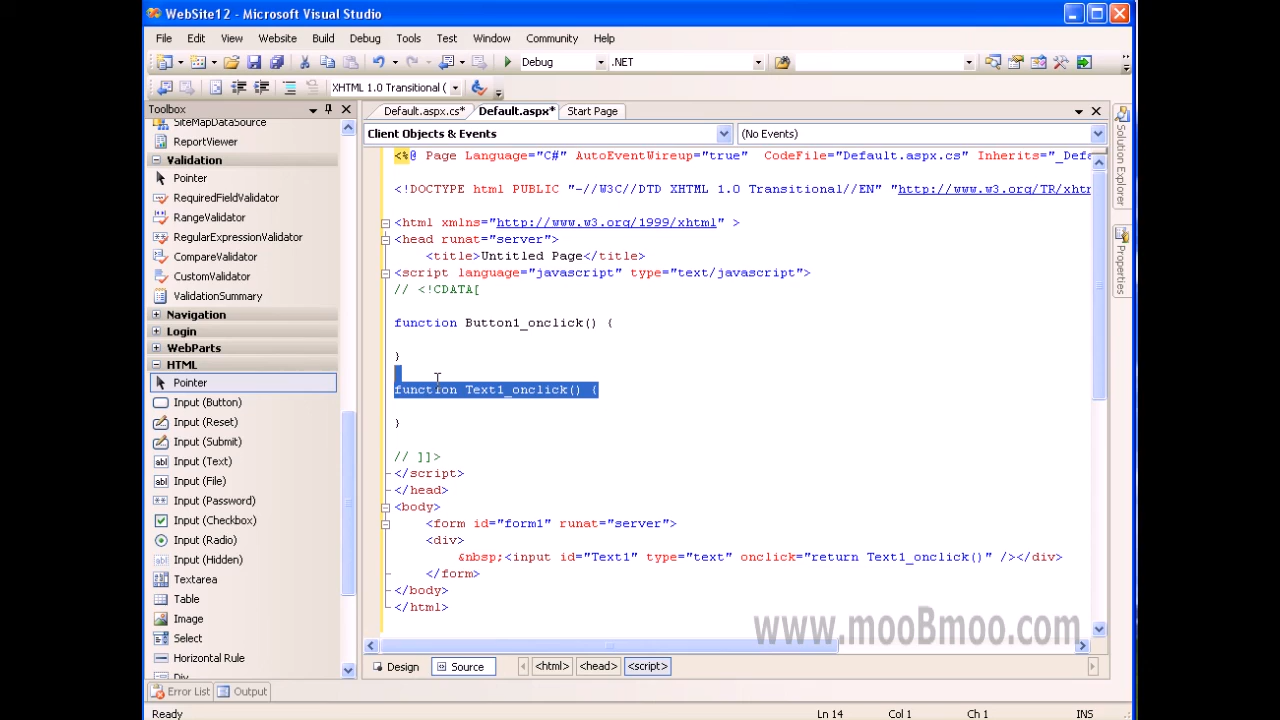 WebSite12 - Microsoft Visual Studio
File Edit View Website Build Debug Tools Test Window Community Help
Debug .NET
XHTML 1.0 Transitional (
Toolbox
Default.aspx.cs* Default.aspx* Start Page
SiteMapDataSource
ReportViewer
Validation
Pointer
RequiredFieldValidator
RangeValidator
RegularExpressionValidator
CompareValidator
CustomValidator
ValidationSummary
Navigation
Login
WebParts
HTML
Pointer
Input (Button)
Input (Reset)
Input (Submit)
Input (Text)
Input (File)
Input (Password)
Input (Checkbox)
Input (Radio)
Input (Hidden)
Textarea
Table
Image
Select
Horizontal Rule
Div
Client Objects & Events (No Events)
<%@ Page Language="C#" AutoEventWireup="true" CodeFile="Default.aspx.cs" Inherits="_Defa
<!DOCTYPE html PUBLIC "-//W3C//DTD XHTML 1.0 Transitional//EN" "http://www.w3.org/TR/xhtm
<html xmlns="http://www.w3.org/1999/xhtml" >
<head runat="server">
<title>Untitled Page</title>
<script language="javascript" type="text/javascript">
// <!CDATA[
function Button1_onclick() {
}
function Text1_onclick() {
}
// ]]>
</script>
</head>
<body>
<form id="form1" runat="server">
<div>
&nbsp;<input id="Text1" type="text" onclick="return Text1_onclick()" /></div>
</form>
</body>
</html>
www.mooBmoo.com
Design Source <html> <head> <script>
Solution Explorer
Properties
Error List Output
Ready Ln 14 Col 1 Ch 1 INS